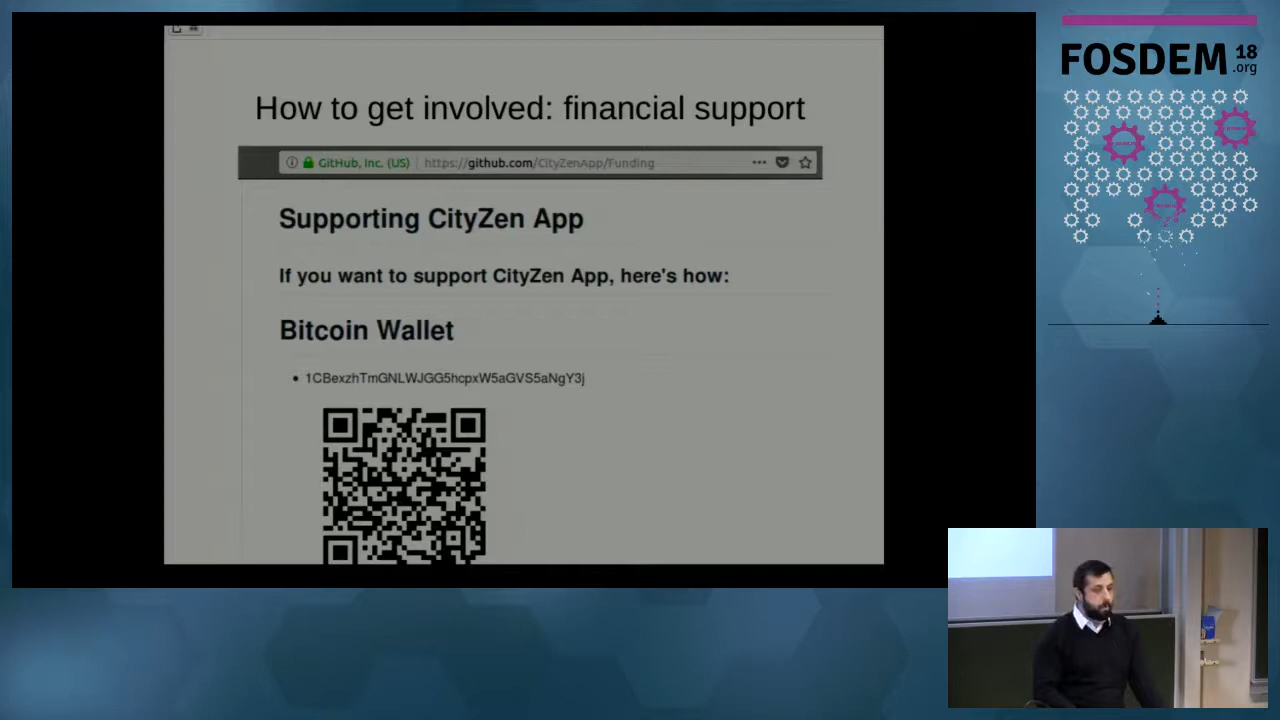 How to get involved: financial support
GitHub, Inc. (US) https://github.com/CityZenApp/Funding
Supporting CityZen App
If you want to support CityZen App, here's how:
Bitcoin Wallet
• 1CBexzhTmGNLWJGG5hcpxW5aGVS5aNgY3j
FOSDEM 18
.org